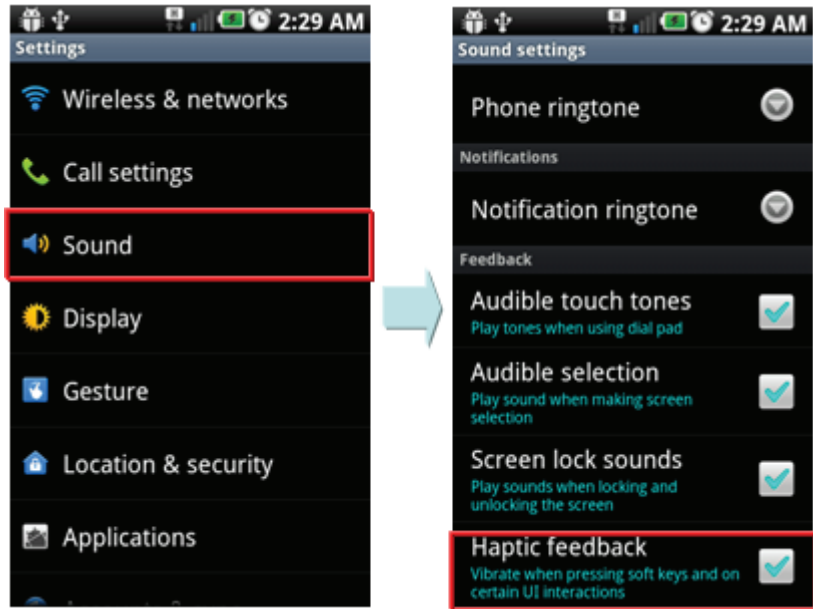 2:29 AM
Settings
Wireless & networks
Call settings
Sound
Display
Gesture
Location & security
Applications
2:29 AM
Sound settings
Phone ringtone
Notifications
Notification ringtone
Feedback
Audible touch tones
Play tones when using dial pad
Audible selection
Play sound when making screen
selection
Screen lock sounds
Play sounds when locking and
unlocking the screen
Haptic feedback
Vibrate when pressing soft keys and on
certain UI interactions